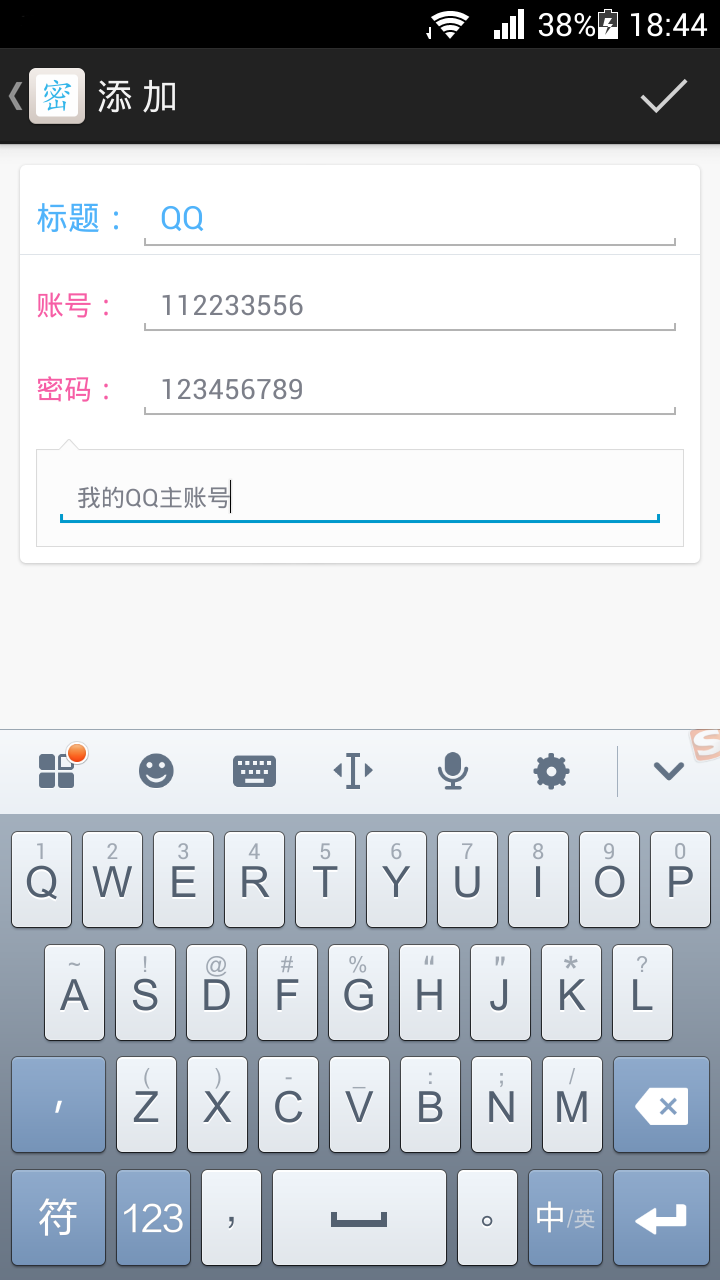 38% 18:44
密 添加
标题： QQ
账号： 112233556
密码： 123456789
我的QQ主账号
1 2 3 4 5 6 7 8 9 0
Q W E R T Y U I O P
~ ! @ # % “ " * ?
A S D F G H J K L
( ) - _ : ; /
' Z X C V B N M
符 123 ， 。 中/英